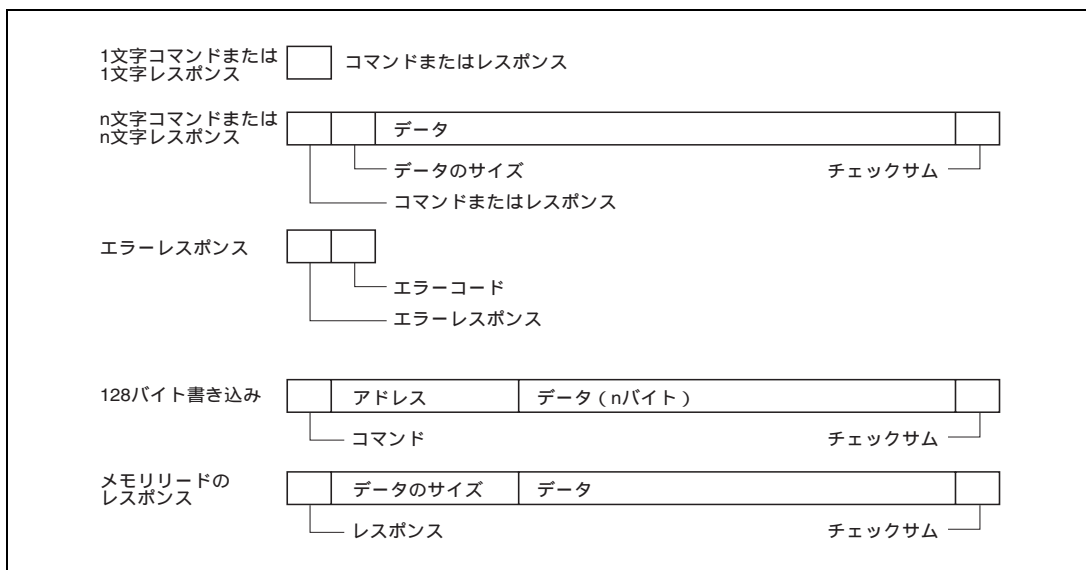 1文字コマンドまたは
1文字レスポンス
コマンドまたはレスポンス
n文字コマンドまたは
n文字レスポンス
データ
データのサイズ
チェックサム
コマンドまたはレスポンス
エラーレスポンス
エラーコード
エラーレスポンス
128バイト書き込み
アドレス
データ（nバイト）
コマンド
チェックサム
メモリリードの
レスポンス
データのサイズ
データ
レスポンス
チェックサム